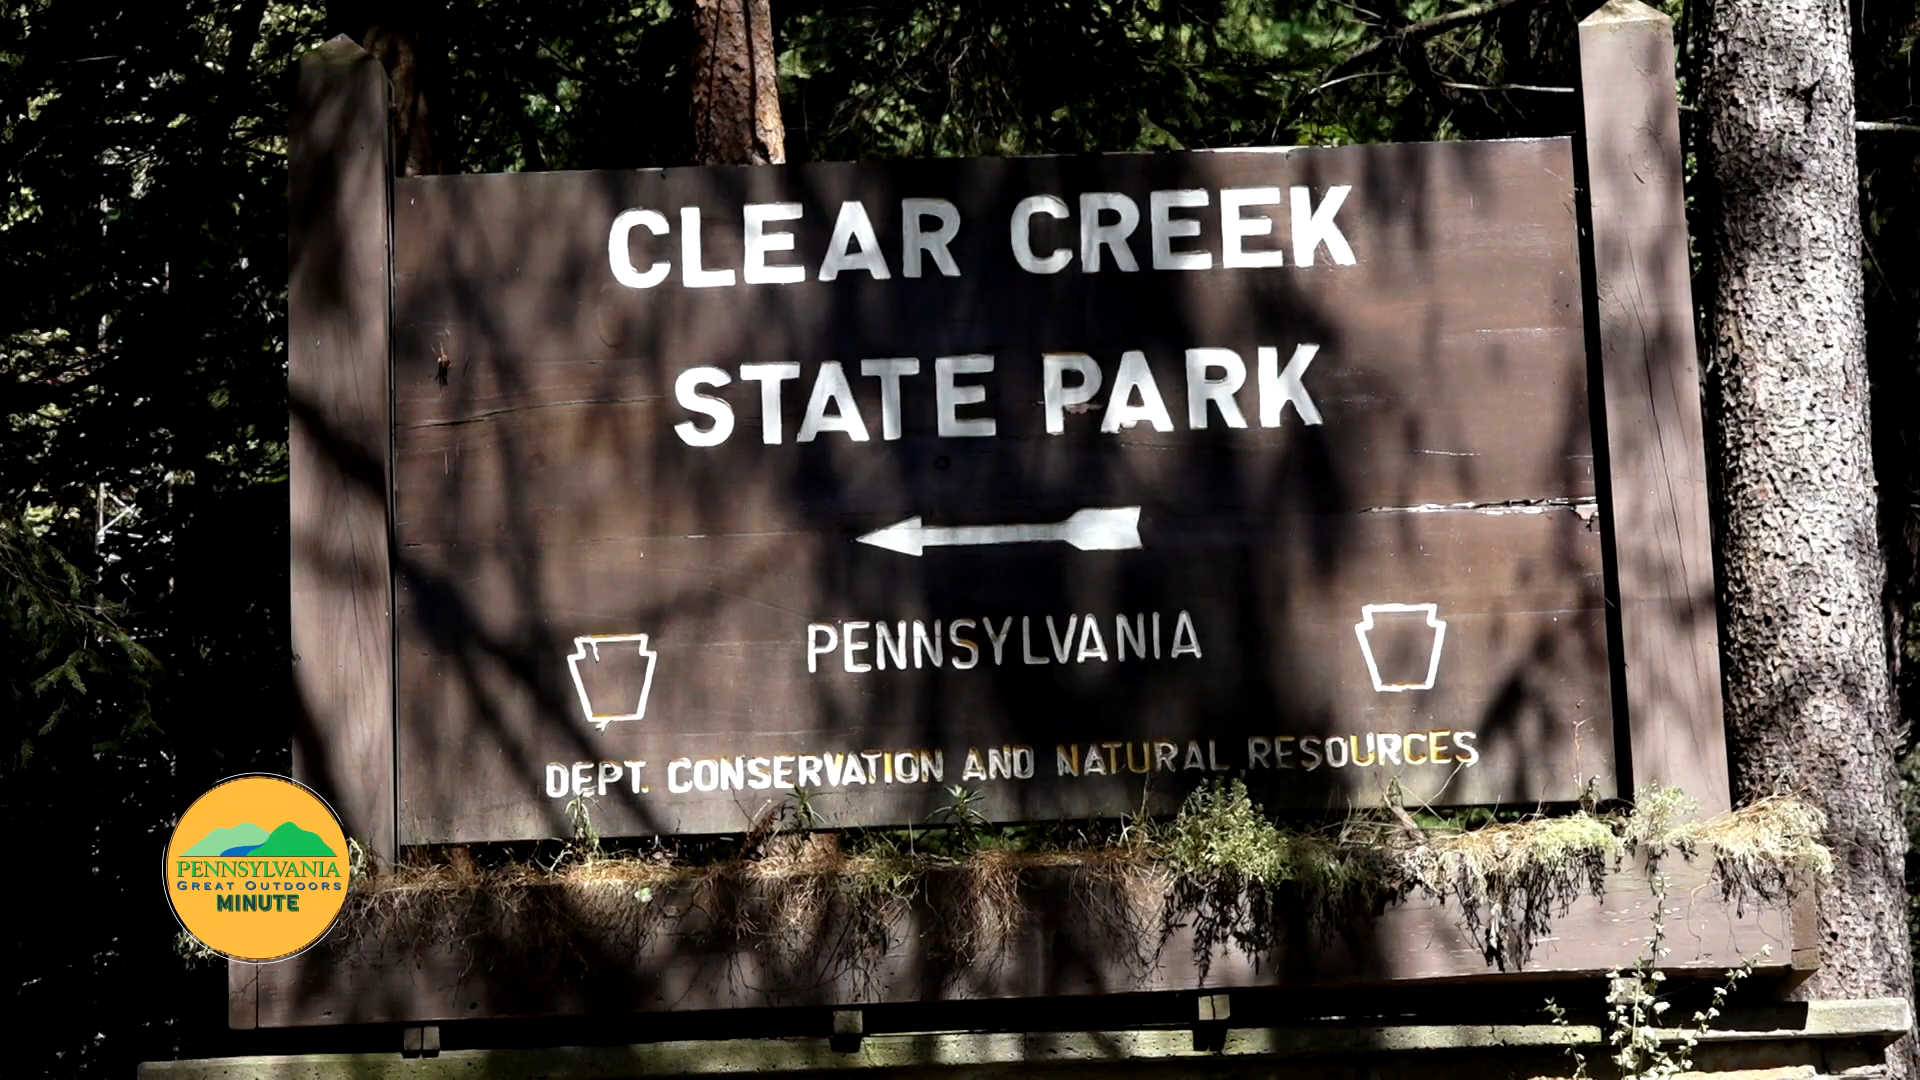 CLEAR CREEK
STATE PARK
PENNSYLVANIA
DEPT. CONSERVATION AND NATURAL RESOURCES
PENNSYLVANIA
GREAT OUTDOORS
MINUTE